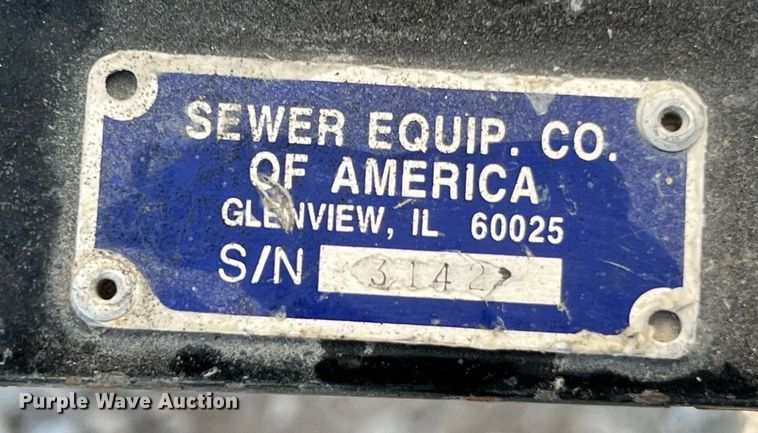 SEWER EQUIP. CO.
OF AMERICA
GLENVIEW, IL 60025
S/N 3142
Purple Wave Auction